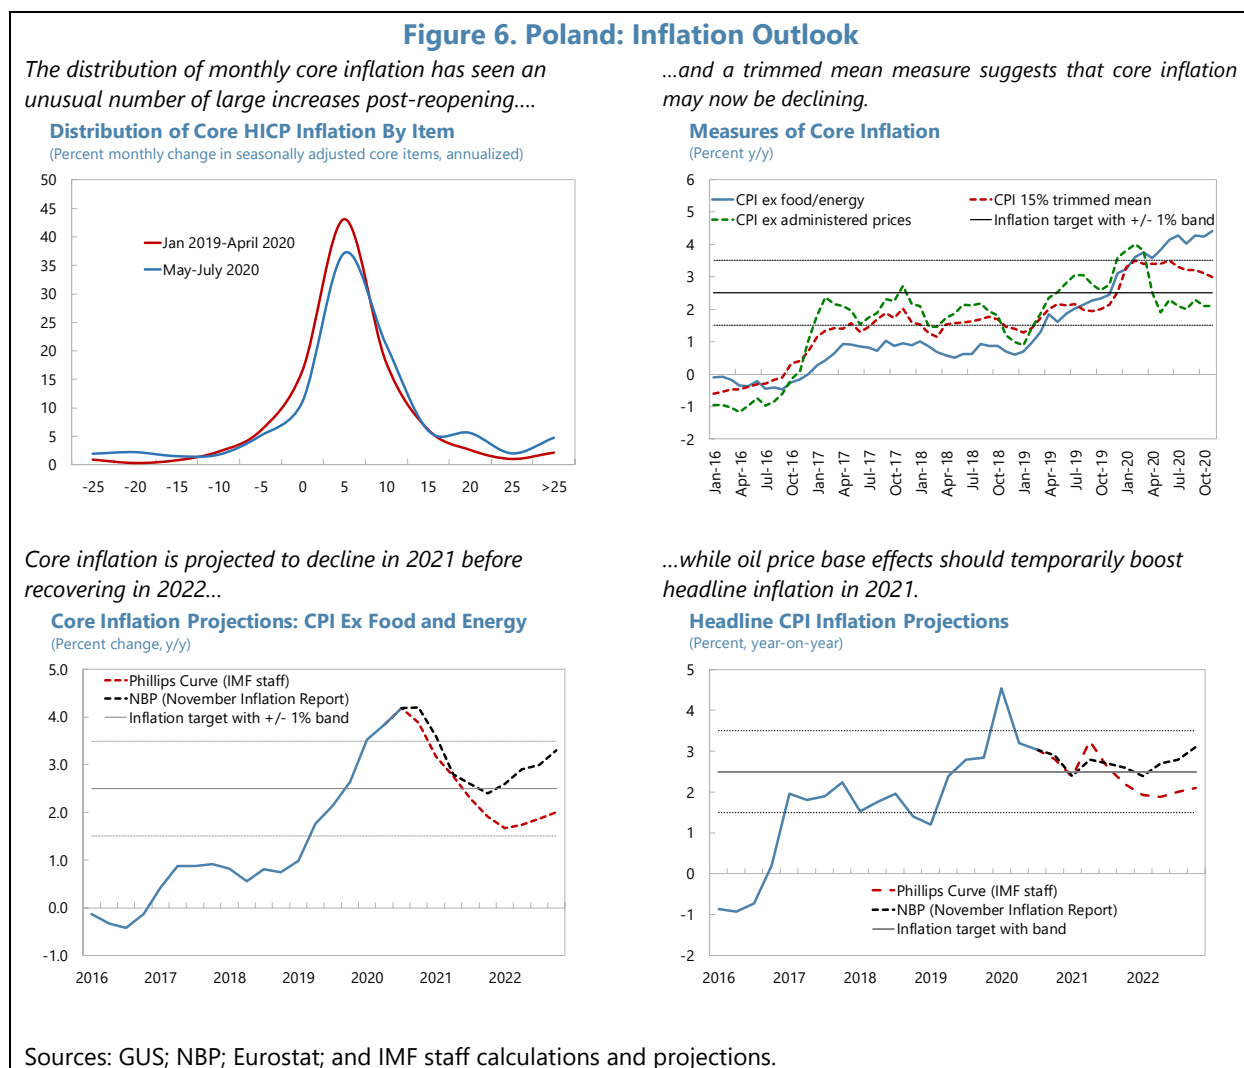 Figure 6. Poland: Inflation Outlook
The distribution of monthly core inflation has seen an
unusual number of large increases post-reopening….
Distribution of Core HICP Inflation By Item
(Percent monthly change in seasonally adjusted core items, annualized)
50
45
40
35
30
25
20
15
10
5
0
Jan 2019-April 2020
May-July 2020
-25 -20 -15 -10 -5 0 5 10 15 20 25 >25
…and a trimmed mean measure suggests that core inflation
may now be declining.
Measures of Core Inflation
(Percent y/y)
6
5
4
3
2
1
0
-1
-2
CPI ex food/energy
CPI 15% trimmed mean
CPI ex administered prices
Inflation target with +/- 1% band
Jan-16 Apr-16 Jul-16 Oct-16 Jan-17 Apr-17 Jul-17 Oct-17 Jan-18 Apr-18 Jul-18 Oct-18 Jan-19 Apr-19 Jul-19 Oct-19 Jan-20 Apr-20 Jul-20 Oct-20
Core inflation is projected to decline in 2021 before
recovering in 2022…
Core Inflation Projections: CPI Ex Food and Energy
(Percent change, y/y)
5.0
4.0
3.0
2.0
1.0
0.0
-1.0
Phillips Curve (IMF staff)
NBP (November Inflation Report)
Inflation target with +/- 1% band
2016 2017 2018 2019 2020 2021 2022
…while oil price base effects should temporarily boost
headline inflation in 2021.
Headline CPI Inflation Projections
(Percent, year-on-year)
5
4
3
2
1
0
-1
-2
Phillips Curve (IMF staff)
NBP (November Inflation Report)
Inflation target with band
2016 2017 2018 2019 2020 2021 2022
Sources: GUS; NBP; Eurostat; and IMF staff calculations and projections.